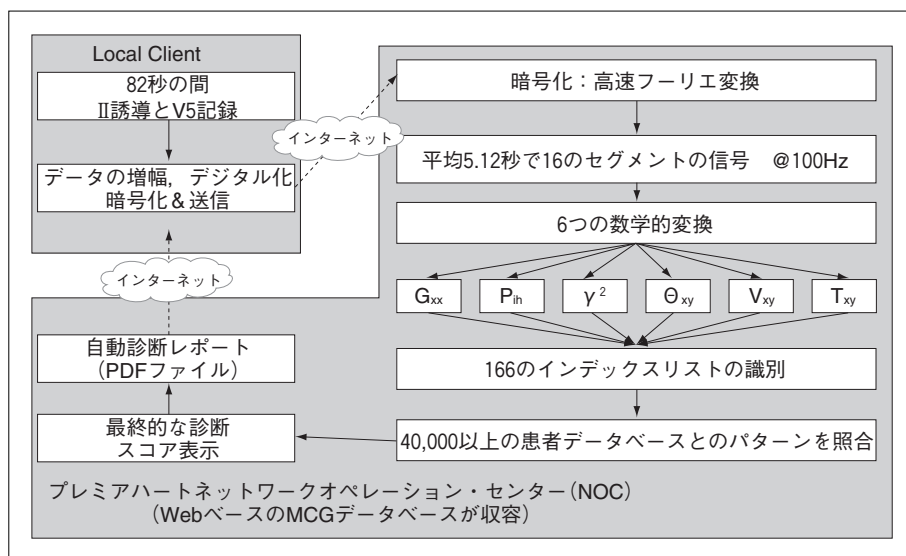 Local Client
82秒の間
Ⅱ誘導とV5記録
データの増幅，デジタル化
暗号化＆送信
インターネット
暗号化：高速フーリエ変換
平均5.12秒で16のセグメントの信号　@100Hz
6つの数学的変換
Gxx
Pih
γ²
Θxy
Vxy
Txy
166のインデックスリストの識別
40,000以上の患者データベースとのパターンを照合
最終的な診断
スコア表示
自動診断レポート
(PDFファイル)
インターネット
プレミアハートネットワークオペレーション・センター(NOC)
(WebベースのMCGデータベースが収容)